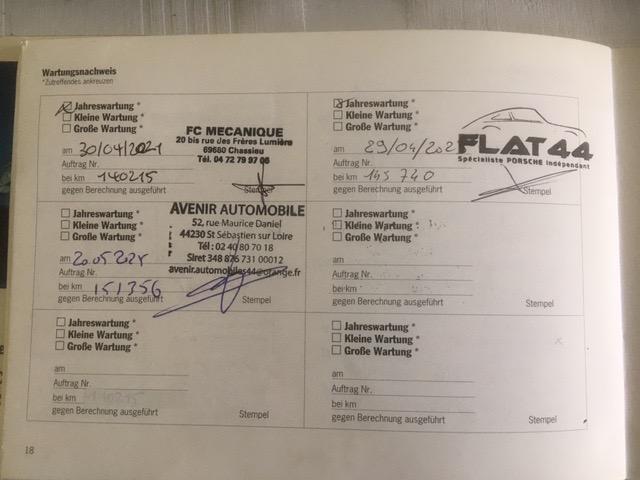 Wartungsnachweis
*Zutreffendes ankreuzen
Jahreswartung *
Kleine Wartung *
Große Wartung *
am 30/04/2021
Auftrag Nr.
bei km 140215
gegen Berechnung ausgeführt
Stempel
FC MECANIQUE
20 bis rue des Frères Lumière
69680 Chassieu
Tél. 04 72 79 97 06
Jahreswartung *
Kleine Wartung *
Große Wartung *
am 29/04/202
Auftrag Nr.
bei km 145 740
gegen Berechnung ausgeführt
Stempel
FLAT 44
Spécialiste PORSCHE Indépendant
Jahreswartung *
Kleine Wartung *
Große Wartung *
am
Auftrag Nr.
bei km 151356
gegen Berechnung ausgeführt
Stempel
AVENIR AUTOMOBILE
52, rue Maurice Daniel
44230 St Sébastien sur Loire
Tél : 02 40 80 70 18
Siret 348 876 731 00012
avenir.automobiles44@orange.fr
Jahreswartung *
Kleine Wartung *
Große Wartung *
am
Auftrag Nr.
bei km
gegen Berechnung ausgeführt
Stempel
Jahreswartung *
Kleine Wartung *
Große Wartung *
am
Auftrag Nr.
bei km
gegen Berechnung ausgeführt
Stempel
Jahreswartung *
Kleine Wartung *
Große Wartung *
am
Auftrag Nr.
bei km
gegen Berechnung ausgeführt
Stempel
18